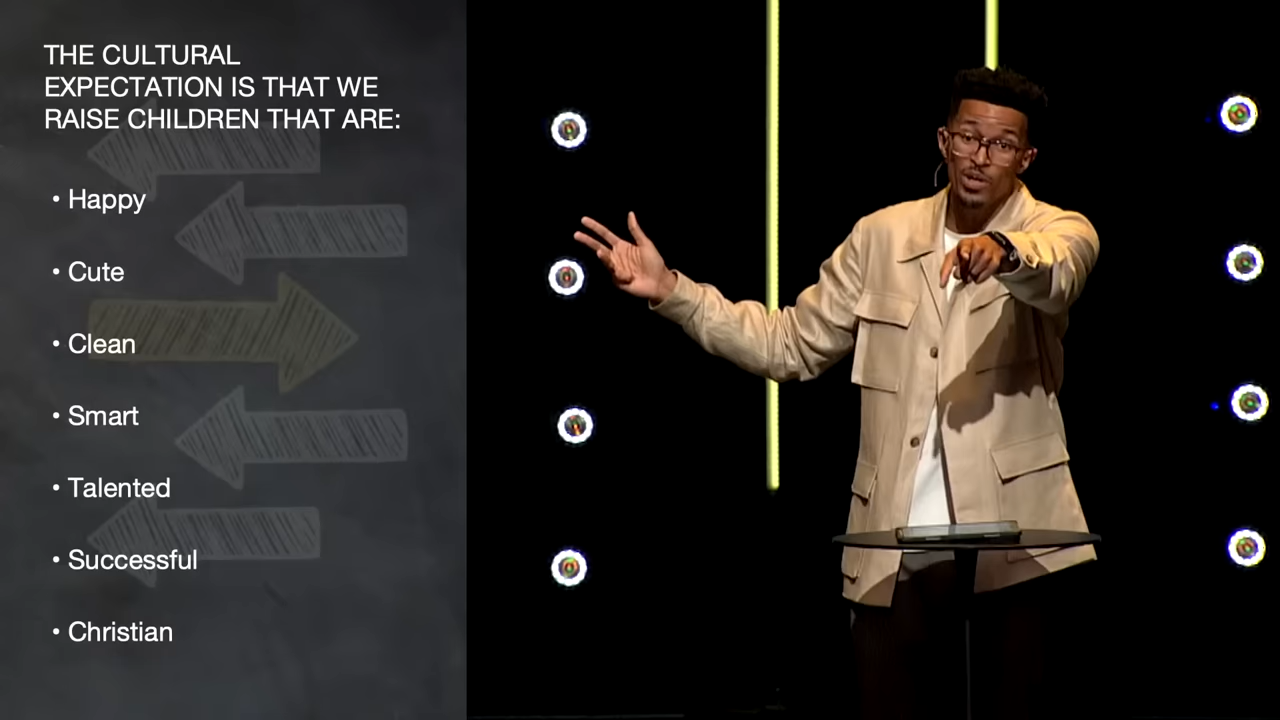 THE CULTURAL
EXPECTATION IS THAT WE
RAISE CHILDREN THAT ARE:
• Happy
• Cute
• Clean
• Smart
• Talented
• Successful
• Christian